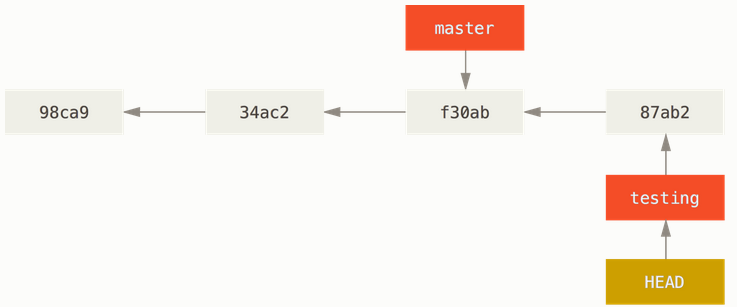 master
98ca9
34ac2
f30ab
87ab2
testing
HEAD